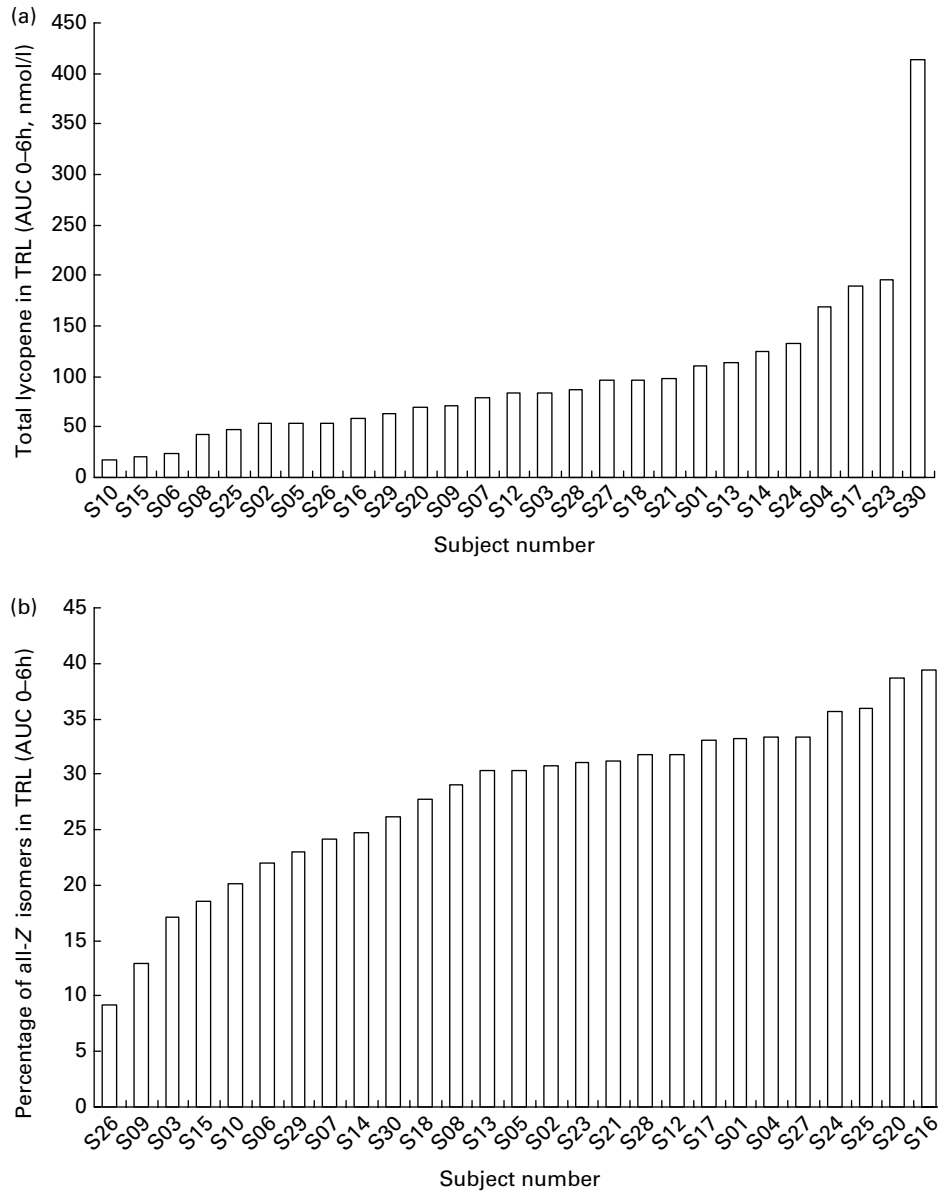 (a)
Total lycopene in TRL (AUC 0–6h, nmol/l)
450
400
350
300
250
200
150
100
50
0
S10 S15 S06 S08 S25 S02 S05 S26 S16 S29 S20 S09 S07 S12 S03 S28 S27 S18 S21 S01 S13 S14 S24 S04 S17 S23 S30
Subject number
(b)
Percentage of all-Z isomers in TRL (AUC 0–6h)
45
40
35
30
25
20
15
10
5
0
S26 S09 S03 S15 S10 S06 S29 S07 S14 S30 S18 S08 S13 S05 S02 S23 S21 S28 S12 S17 S01 S04 S27 S24 S25 S20 S16
Subject number